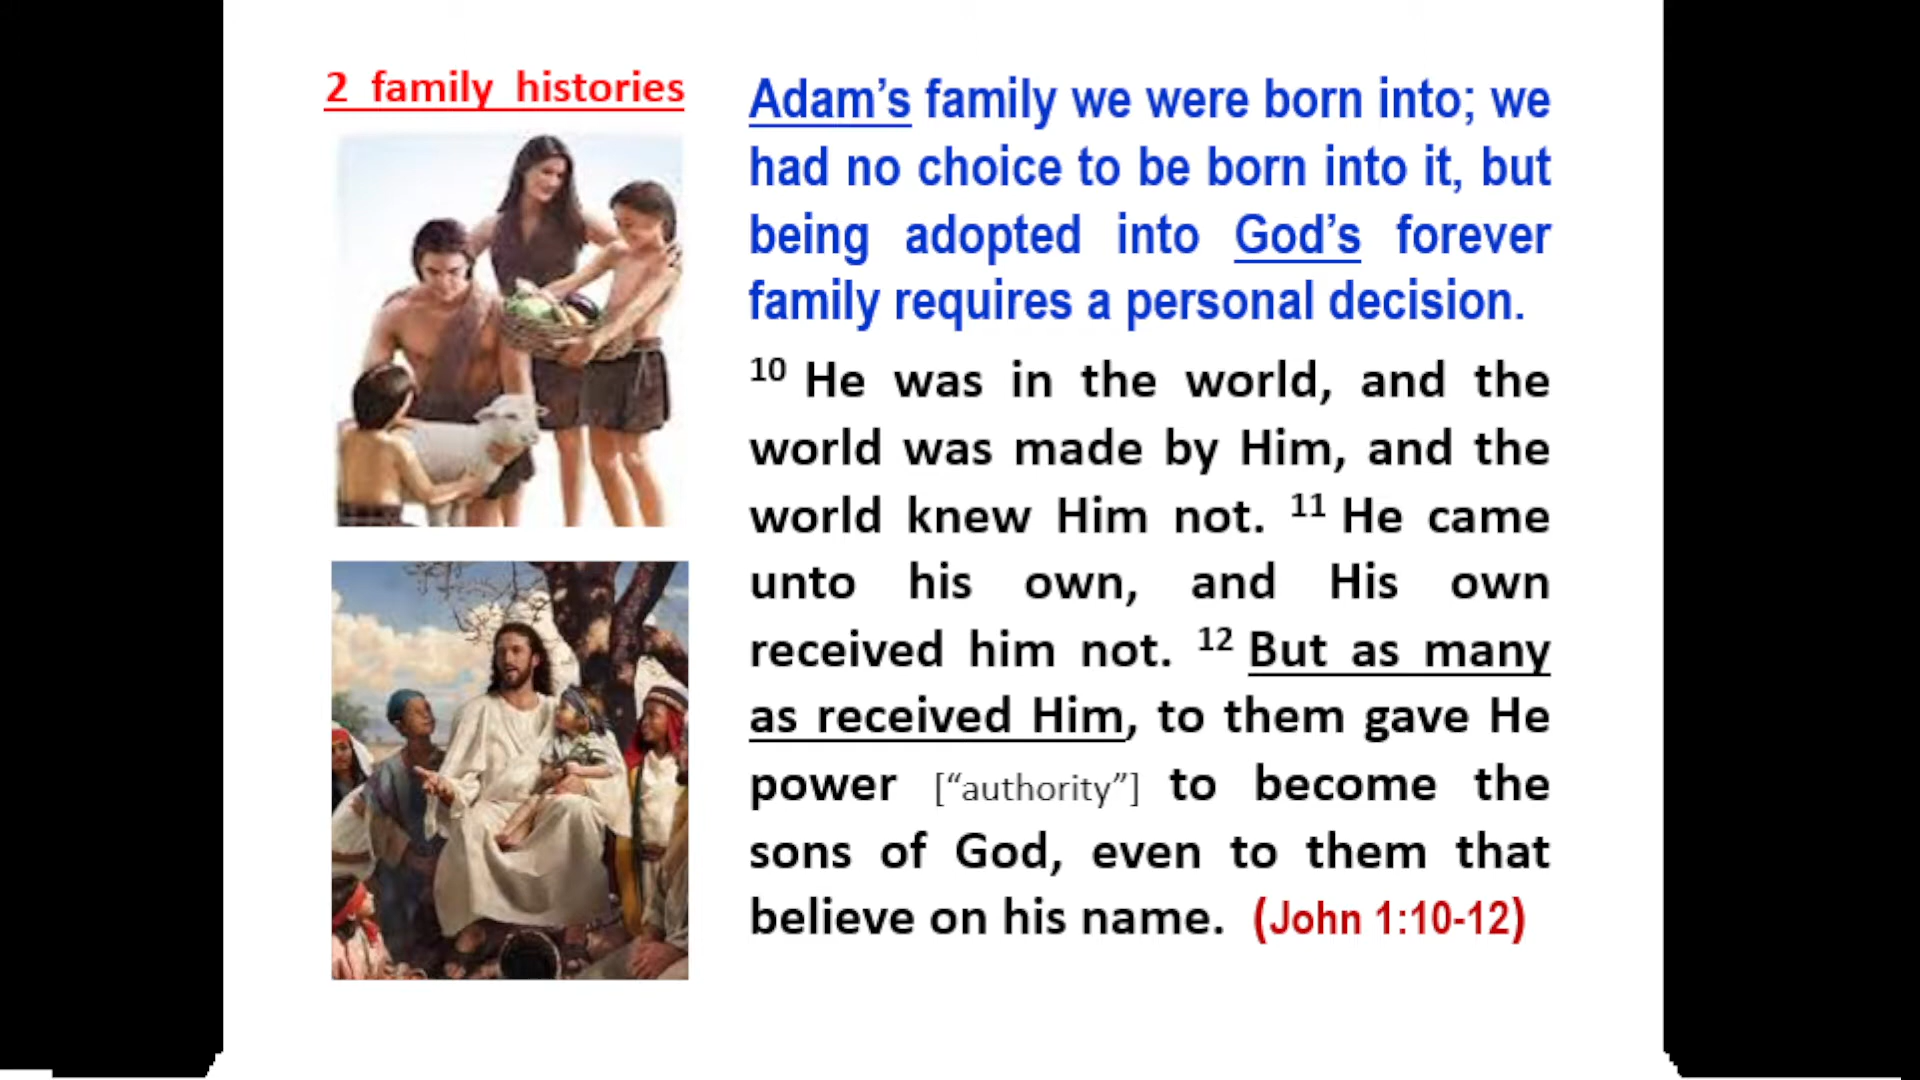 2 family histories
Adam’s family we were born into; we
had no choice to be born into it, but
being adopted into God’s forever
family requires a personal decision.
10 He was in the world, and the
world was made by Him, and the
world knew Him not. 11 He came
unto his own, and His own
received him not. 12 But as many
as received Him, to them gave He
power [“authority”] to become the
sons of God, even to them that
believe on his name. (John 1:10-12)